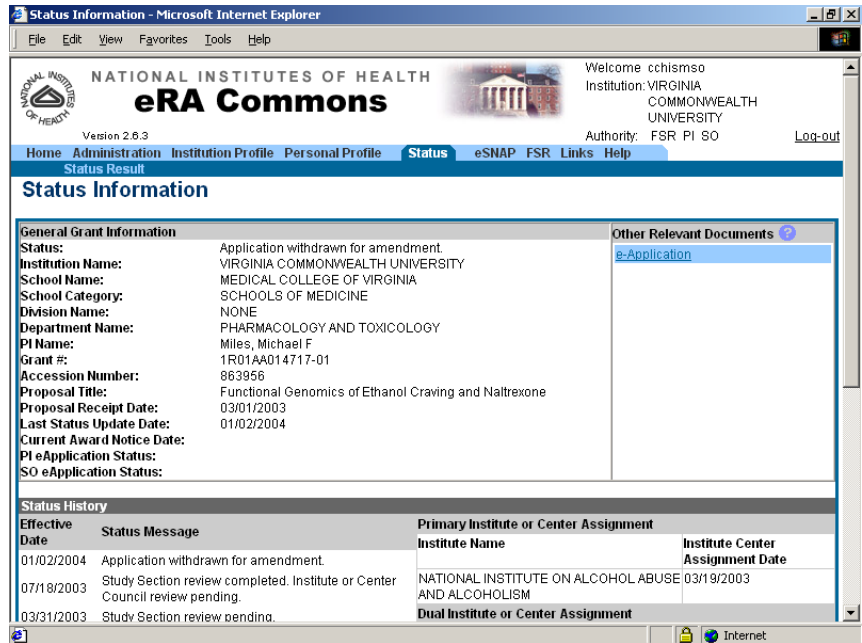 Status Information - Microsoft Internet Explorer
File Edit View Favorites Tools Help
NATIONAL INSTITUTES OF HEALTH
NATIONAL INSTITUTES OF HEALTH
eRA Commons
Version 2.6.3
Welcome cchismso
Institution: VIRGINIA
COMMONWEALTH
UNIVERSITY
Authority: FSR PI SO
Log-out
Home Administration Institution Profile Personal Profile Status eSNAP FSR Links Help
Status Result
Status Information
General Grant Information
Status: Application withdrawn for amendment.
Institution Name: VIRGINIA COMMONWEALTH UNIVERSITY
School Name: MEDICAL COLLEGE OF VIRGINIA
School Category: SCHOOLS OF MEDICINE
Division Name: NONE
Department Name: PHARMACOLOGY AND TOXICOLOGY
PI Name: Miles, Michael F
Grant #: 1R01AA014717-01
Accession Number: 863956
Proposal Title: Functional Genomics of Ethanol Craving and Naltrexone
Proposal Receipt Date: 03/01/2003
Last Status Update Date: 01/02/2004
Current Award Notice Date:
PI eApplication Status:
SO eApplication Status:
Other Relevant Documents ?
e-Application
Status History
Effective
Date
Status Message
01/02/2004 Application withdrawn for amendment.
07/18/2003 Study Section review completed. Institute or Center
Council review pending.
03/31/2003 Study Section review pending.
Primary Institute or Center Assignment
Institute Name
Institute Center
Assignment Date
NATIONAL INSTITUTE ON ALCOHOL ABUSE 03/19/2003
AND ALCOHOLISM
Dual Institute or Center Assignment
Internet